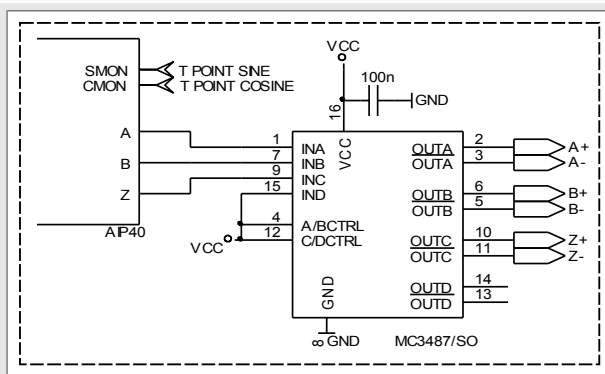 VCC
SMON T POINT SINE
CMON T POINT COSINE
100n
GND
16
A 1 INA VCC OUTA 2 A+
OUTA 3 A-
B 7 INB
9 INC OUTB 6 B+
Z 15 IND OUTB 5 B-
4 A/BCTRL
12 C/DCTRL OUTC 10 Z+
AIP40
VCC OUTC 11 Z-
GND OUTD 14
OUTD 13
8 GND MC3487/SO